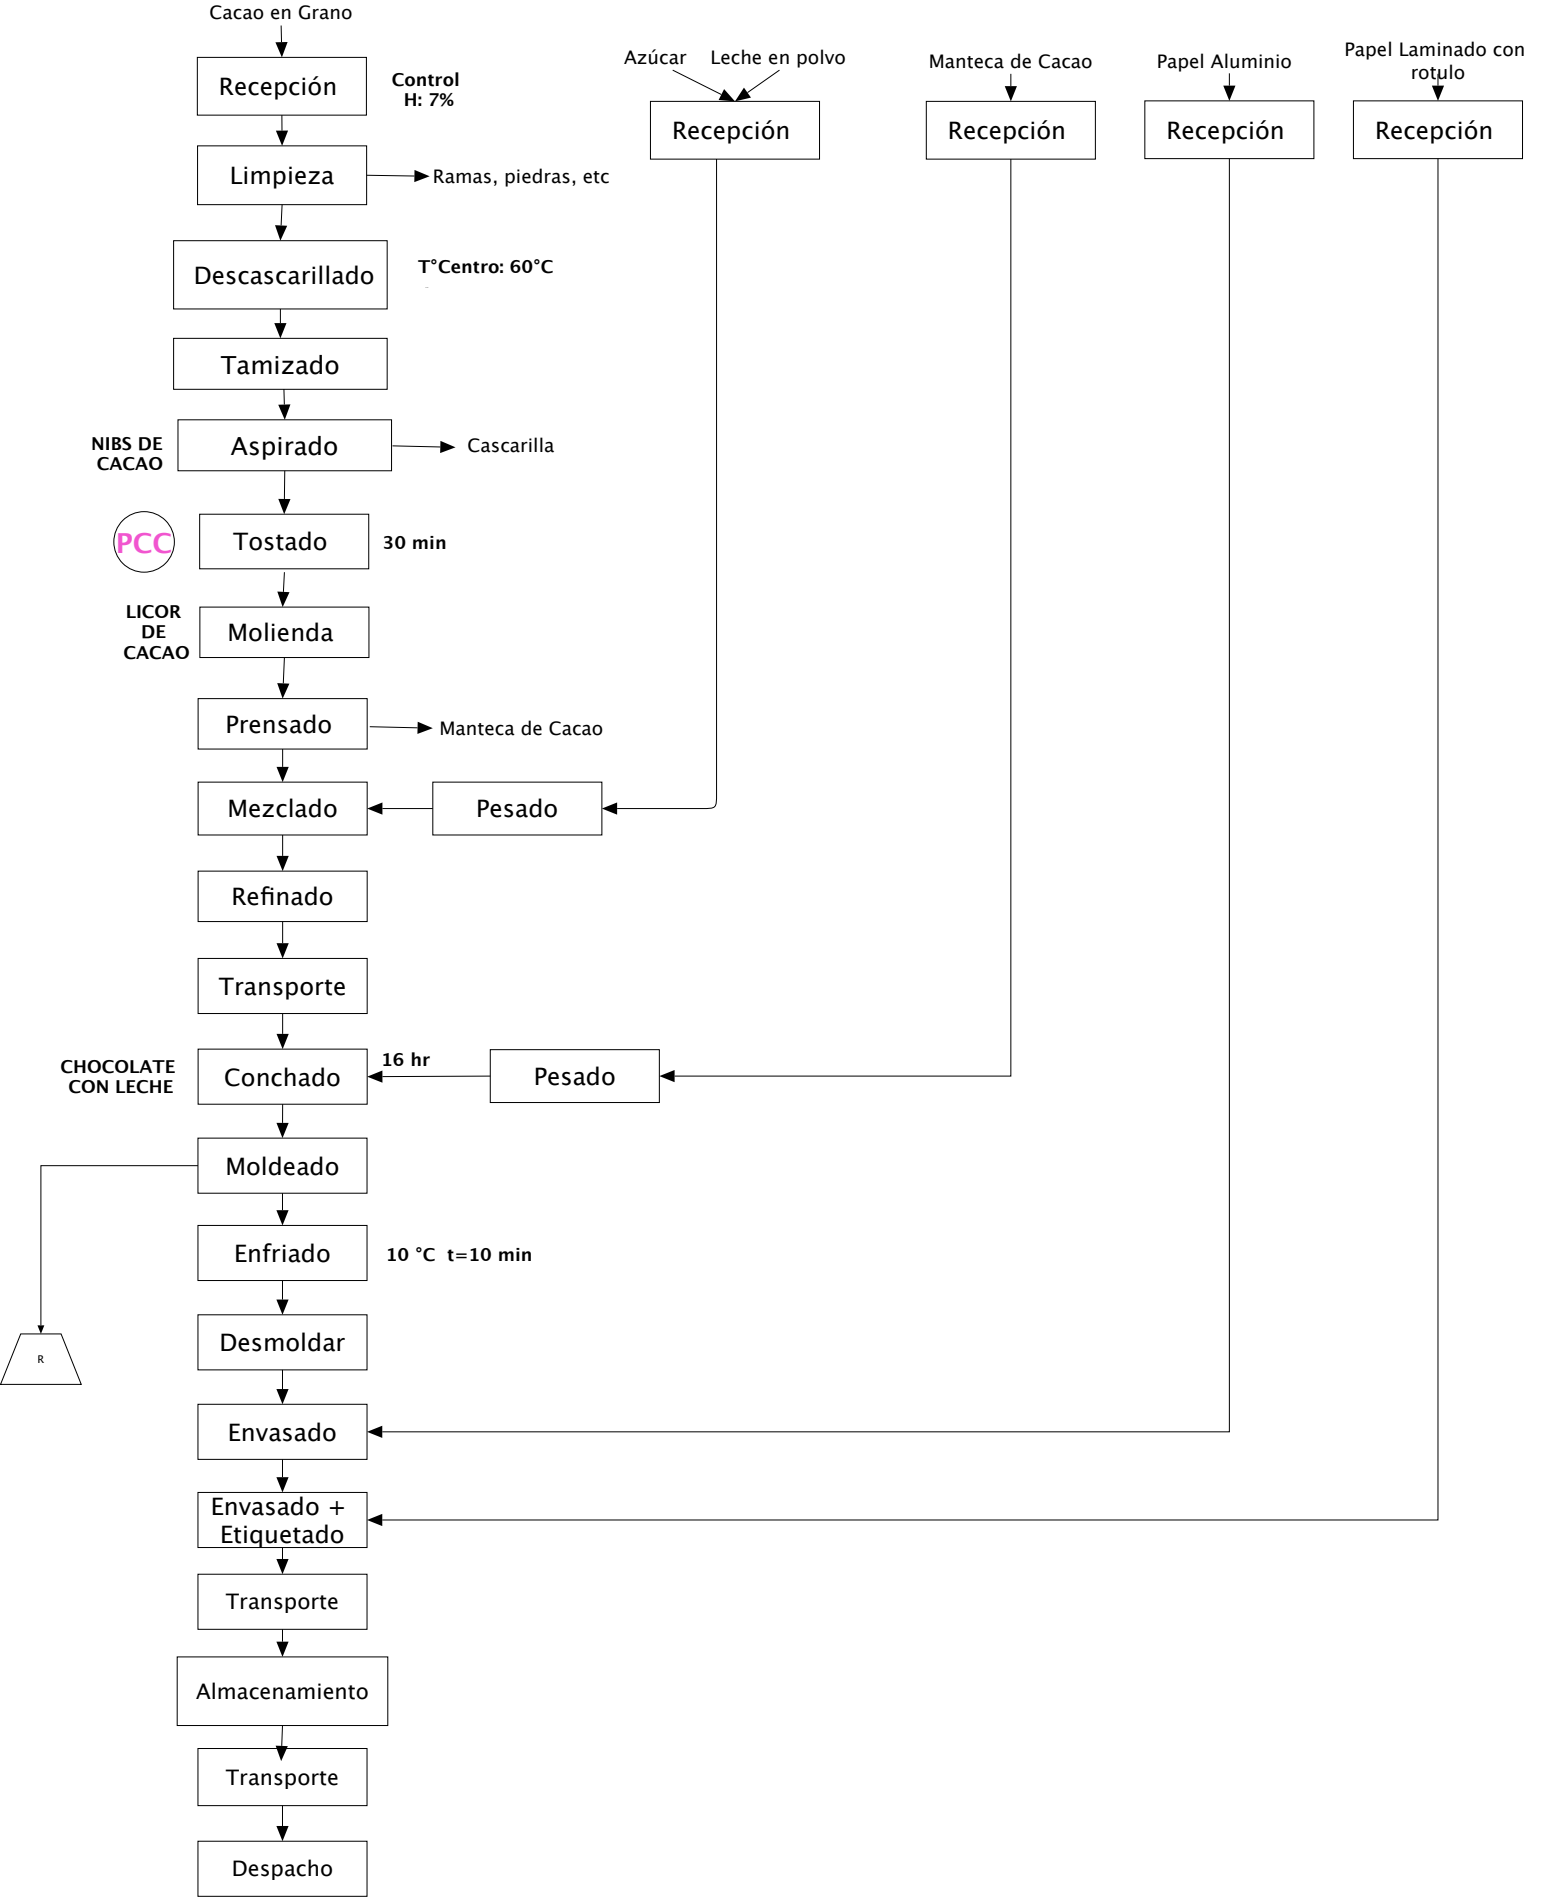 Cacao en Grano
Recepción
Control
H: 7%
Azúcar
Leche en polvo
Recepción
Manteca de Cacao
Recepción
Papel Aluminio
Recepción
Papel Laminado con
rotulo
Recepción
Limpieza
Ramas, piedras, etc
Descascarillado
T°Centro: 60°C
Tamizado
NIBS DE
CACAO
Aspirado
Cascarilla
PCC
Tostado
30 min
LICOR
DE
CACAO
Molienda
Prensado
Manteca de Cacao
Mezclado
Pesado
Refinado
Transporte
CHOCOLATE
CON LECHE
Conchado
16 hr
Pesado
Moldeado
Enfriado
10 °C  t=10 min
R
Desmoldar
Envasado
Envasado +
Etiquetado
Transporte
Almacenamiento
Transporte
Despacho